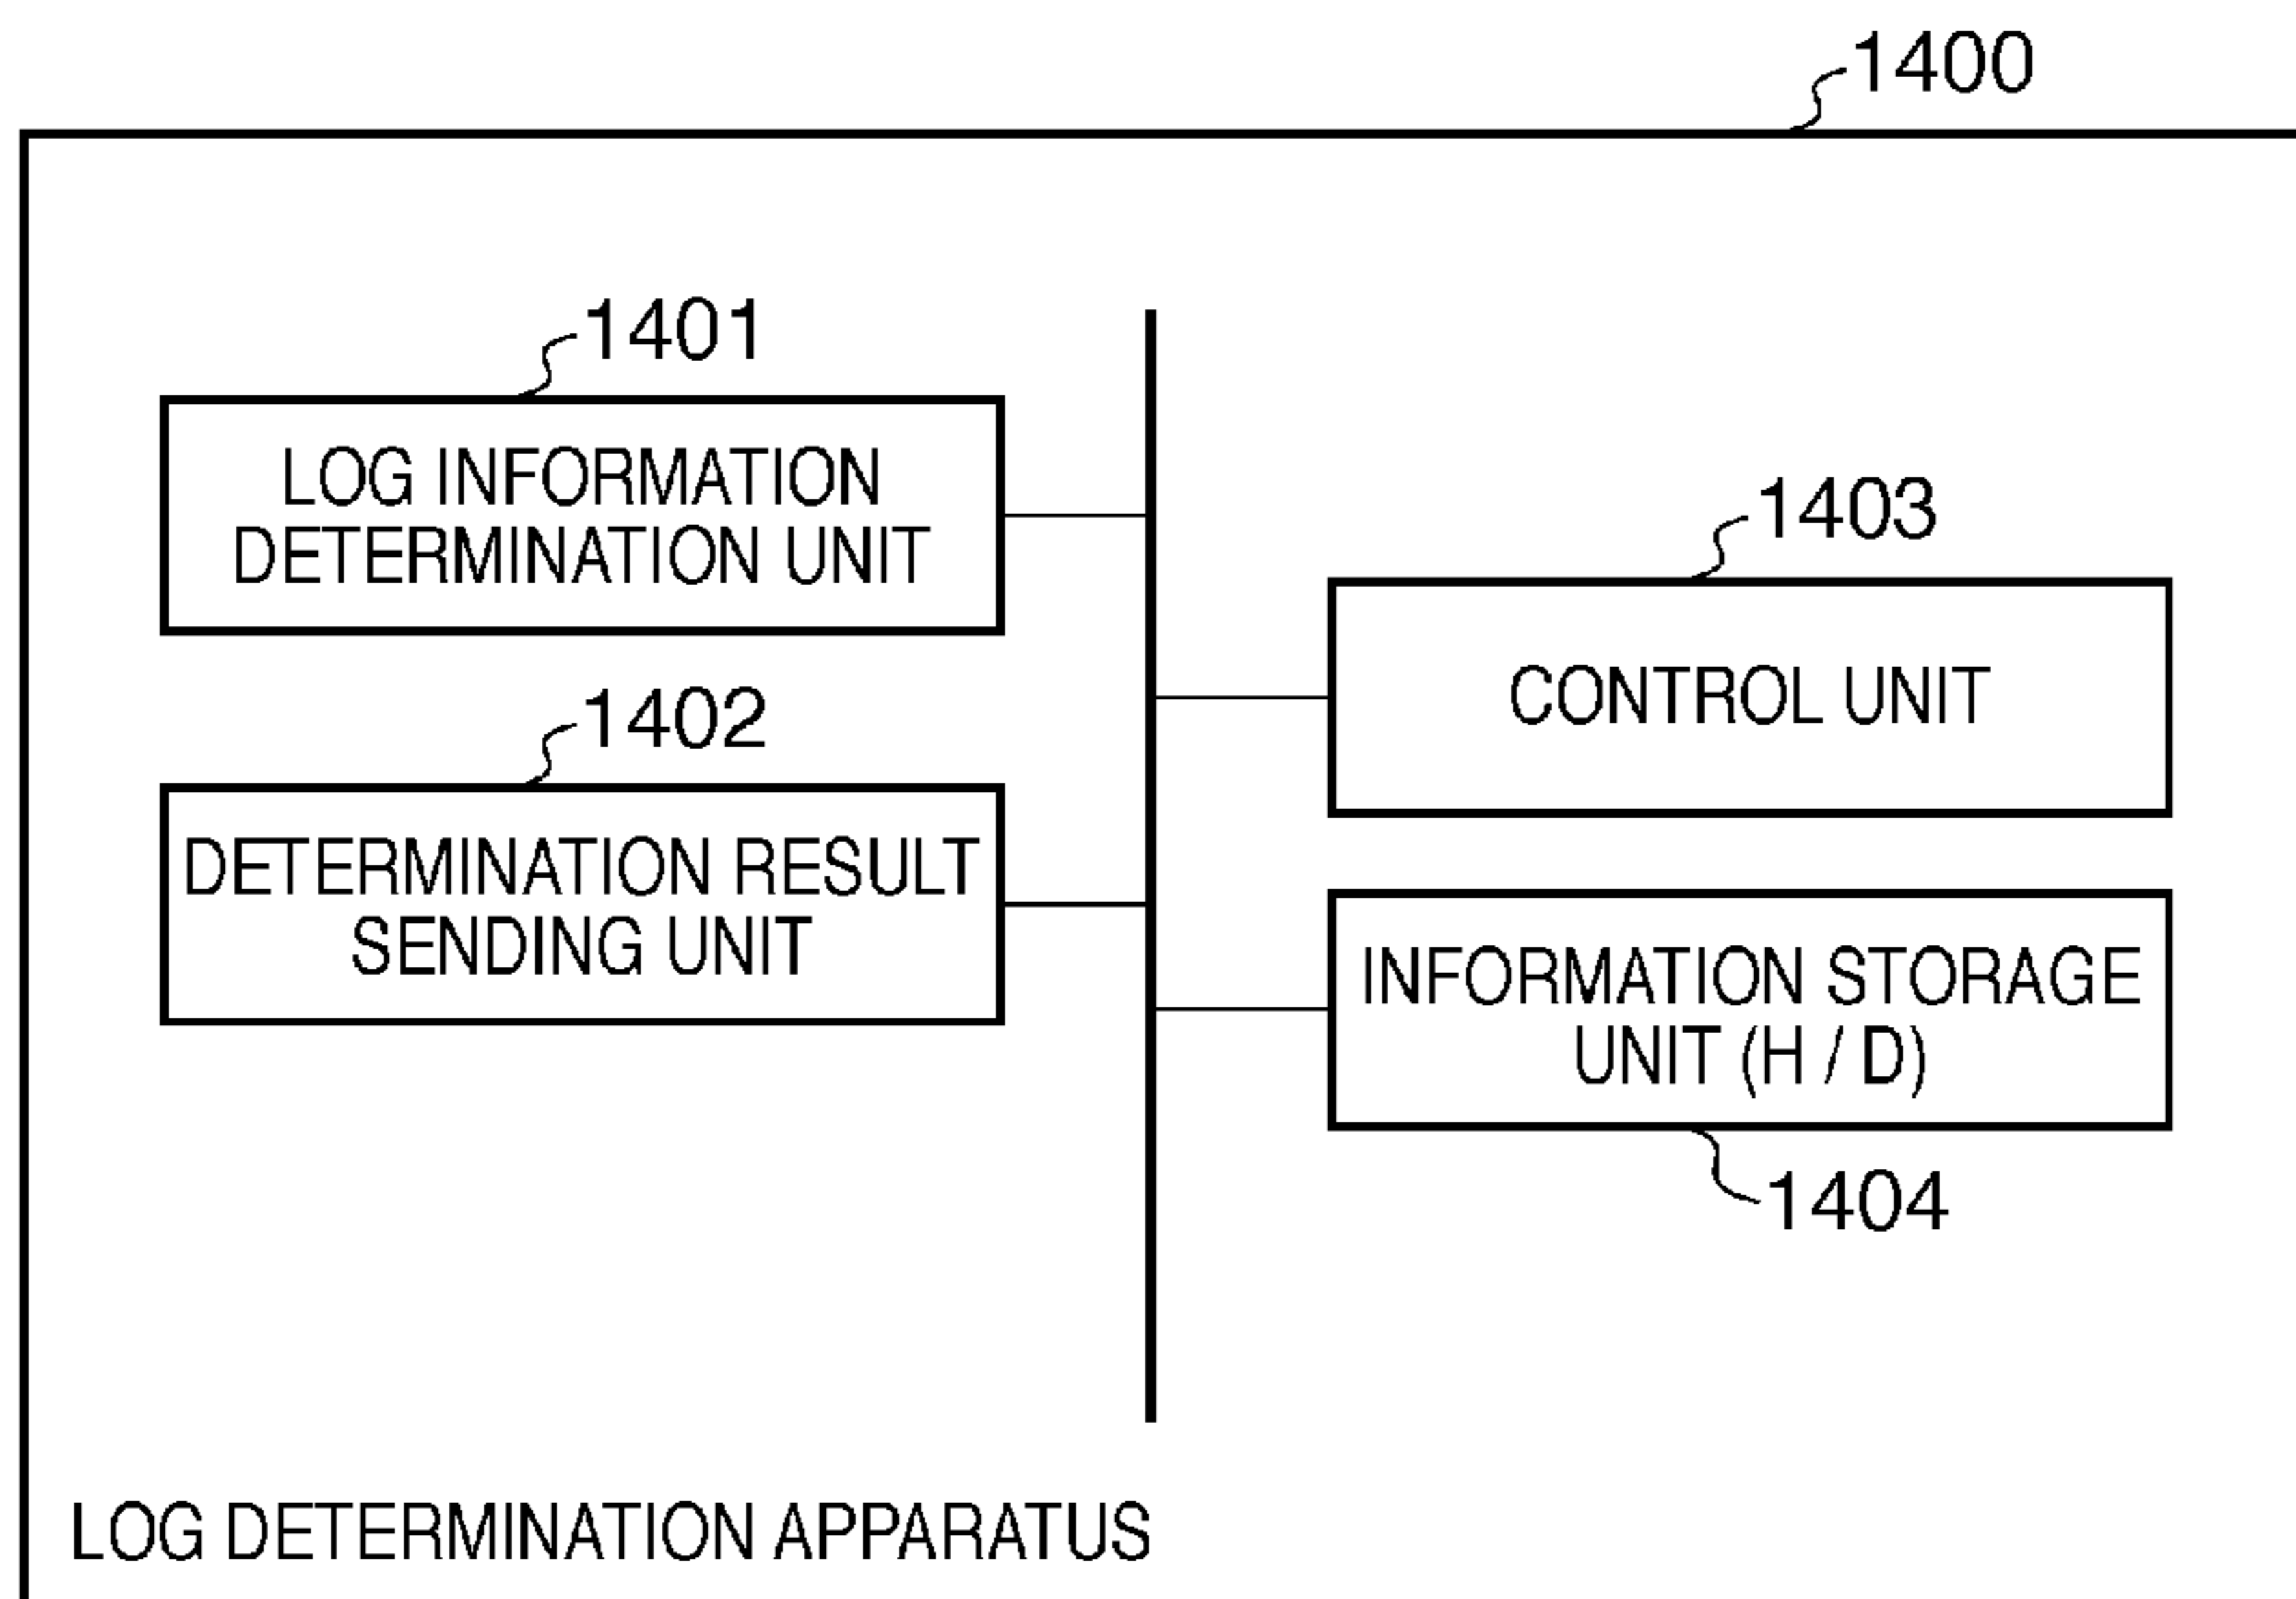 1400
1401
LOG INFORMATION
DETERMINATION UNIT
1402
DETERMINATION RESULT
SENDING UNIT
1403
CONTROL UNIT
INFORMATION STORAGE
UNIT (H / D)
1404
LOG DETERMINATION APPARATUS